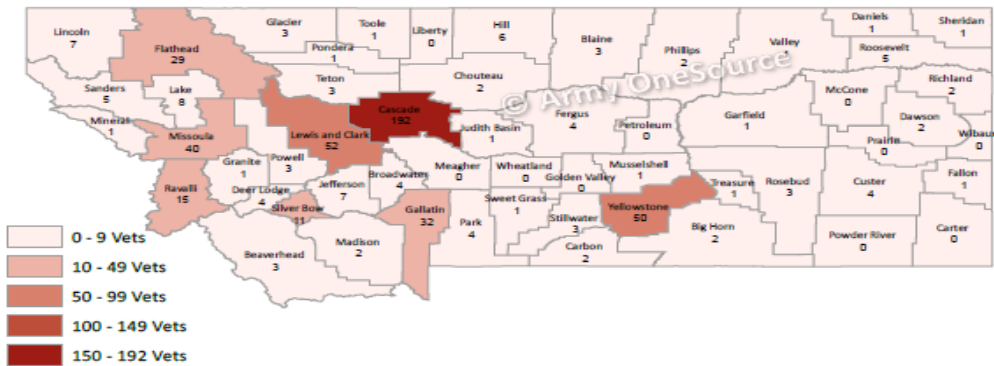 Lincoln
7
Flathead
29
Glacier
3
Toole
1
Liberty
0
Hill
6
Blaine
3
Phillips
2
Valley
Daniels
1
Sheridan
1
Roosevelt
5
Pondera
1
Teton
3
Chouteau
2
Sanders
5
Lake
8
Mineral
1
Missoula
40
Lewis and Clark
52
Cascade
192
Judith Basin
1
Fergus
4
Petroleum
0
Garfield
1
McCone
0
Richland
2
Dawson
2
Prairie
0
Wibau
0
Granite
1
Powell
3
Ravalli
15
Deer Lodge
4
Silver Bow
11
Jefferson
7
Broadwater
4
Meagher
0
Wheatland
0
Golden Valley
0
Musselshell
1
Treasure
1
Rosebud
3
Custer
4
Fallon
1
Gallatin
32
Park
4
Sweet Grass
1
Stillwater
3
Yellowstone
50
Big Horn
2
Carbon
2
Powder River
0
Carter
0
Beaverhead
3
Madison
2
© Army OneSource
0 - 9 Vets
10 - 49 Vets
50 - 99 Vets
100 - 149 Vets
150 - 192 Vets